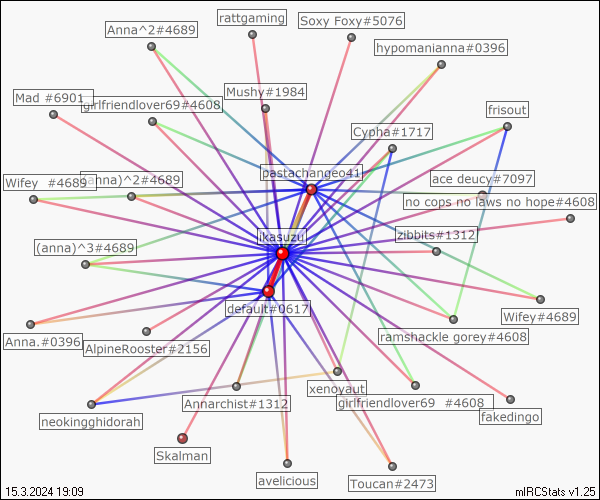 rattgaming
Soxy Foxy#5076
Anna^2#4689
hypomanianna#0396
Mushy#1984
Mad #6901
girlfriendlover69#4608
frisout
Cypha#1717
pastachangeo41
ace deucy#7097
Wifey #4689
anna)^2#4689
no cops no laws no hope#4608
ikasuzu
zibbits#1312
(anna)^3#4689
default#0617
Wifey#4689
Anna.#0396
AlpineRooster#2156
ramshackle gorey#4608
xenoyaut
Annarchist#1312
girlfriendlover69 #4608
fakedingo
neokingghidorah
Skalman
avelicious
Toucan#2473
15.3.2024 19:09
mIRCStats v1.25